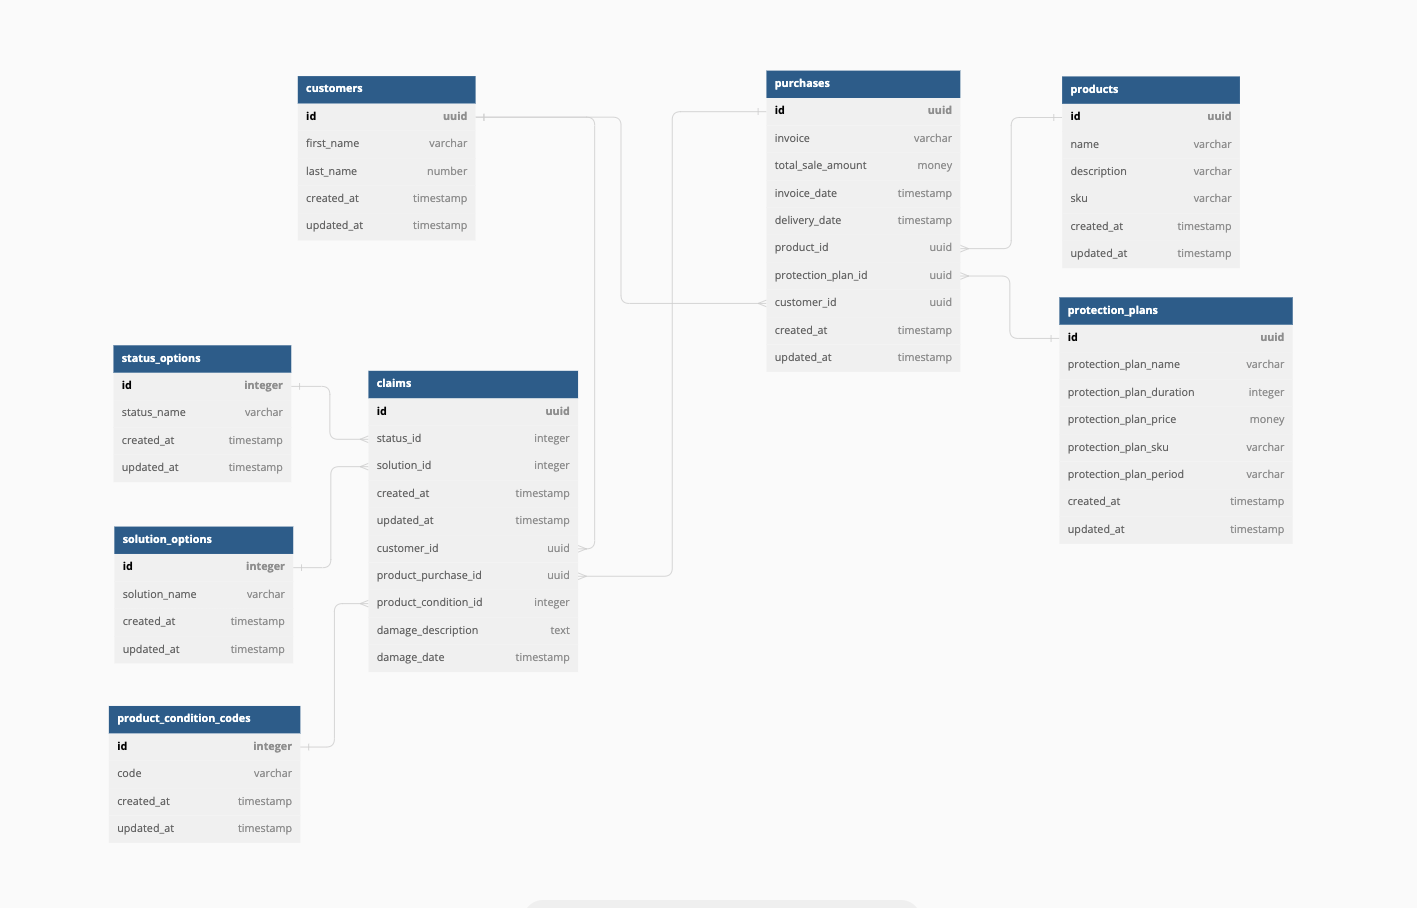 customers
id uuid
first_name varchar
last_name number
created_at timestamp
updated_at timestamp
purchases
id uuid
invoice varchar
total_sale_amount money
invoice_date timestamp
delivery_date timestamp
product_id uuid
protection_plan_id uuid
customer_id uuid
created_at timestamp
updated_at timestamp
products
id uuid
name varchar
description varchar
sku varchar
created_at timestamp
updated_at timestamp
protection_plans
id uuid
protection_plan_name varchar
protection_plan_duration integer
protection_plan_price money
protection_plan_sku varchar
protection_plan_period varchar
created_at timestamp
updated_at timestamp
status_options
id integer
status_name varchar
created_at timestamp
updated_at timestamp
claims
id uuid
status_id integer
solution_id integer
created_at timestamp
updated_at timestamp
customer_id uuid
product_purchase_id uuid
product_condition_id integer
damage_description text
damage_date timestamp
solution_options
id integer
solution_name varchar
created_at timestamp
updated_at timestamp
product_condition_codes
id integer
code varchar
created_at timestamp
updated_at timestamp